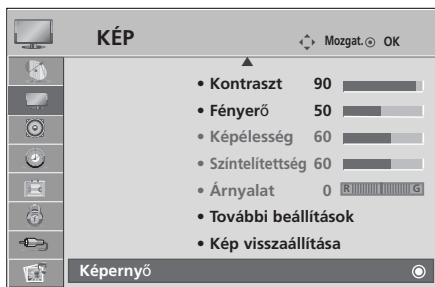 KÉP
Mozgat. OK
• Kontraszt 90
• Fényerő 50
• Képélesség 60
• Színtelítettség 60
• Árnyalat 0 R G
• További beállítások
• Kép visszaállítása
Képernyő